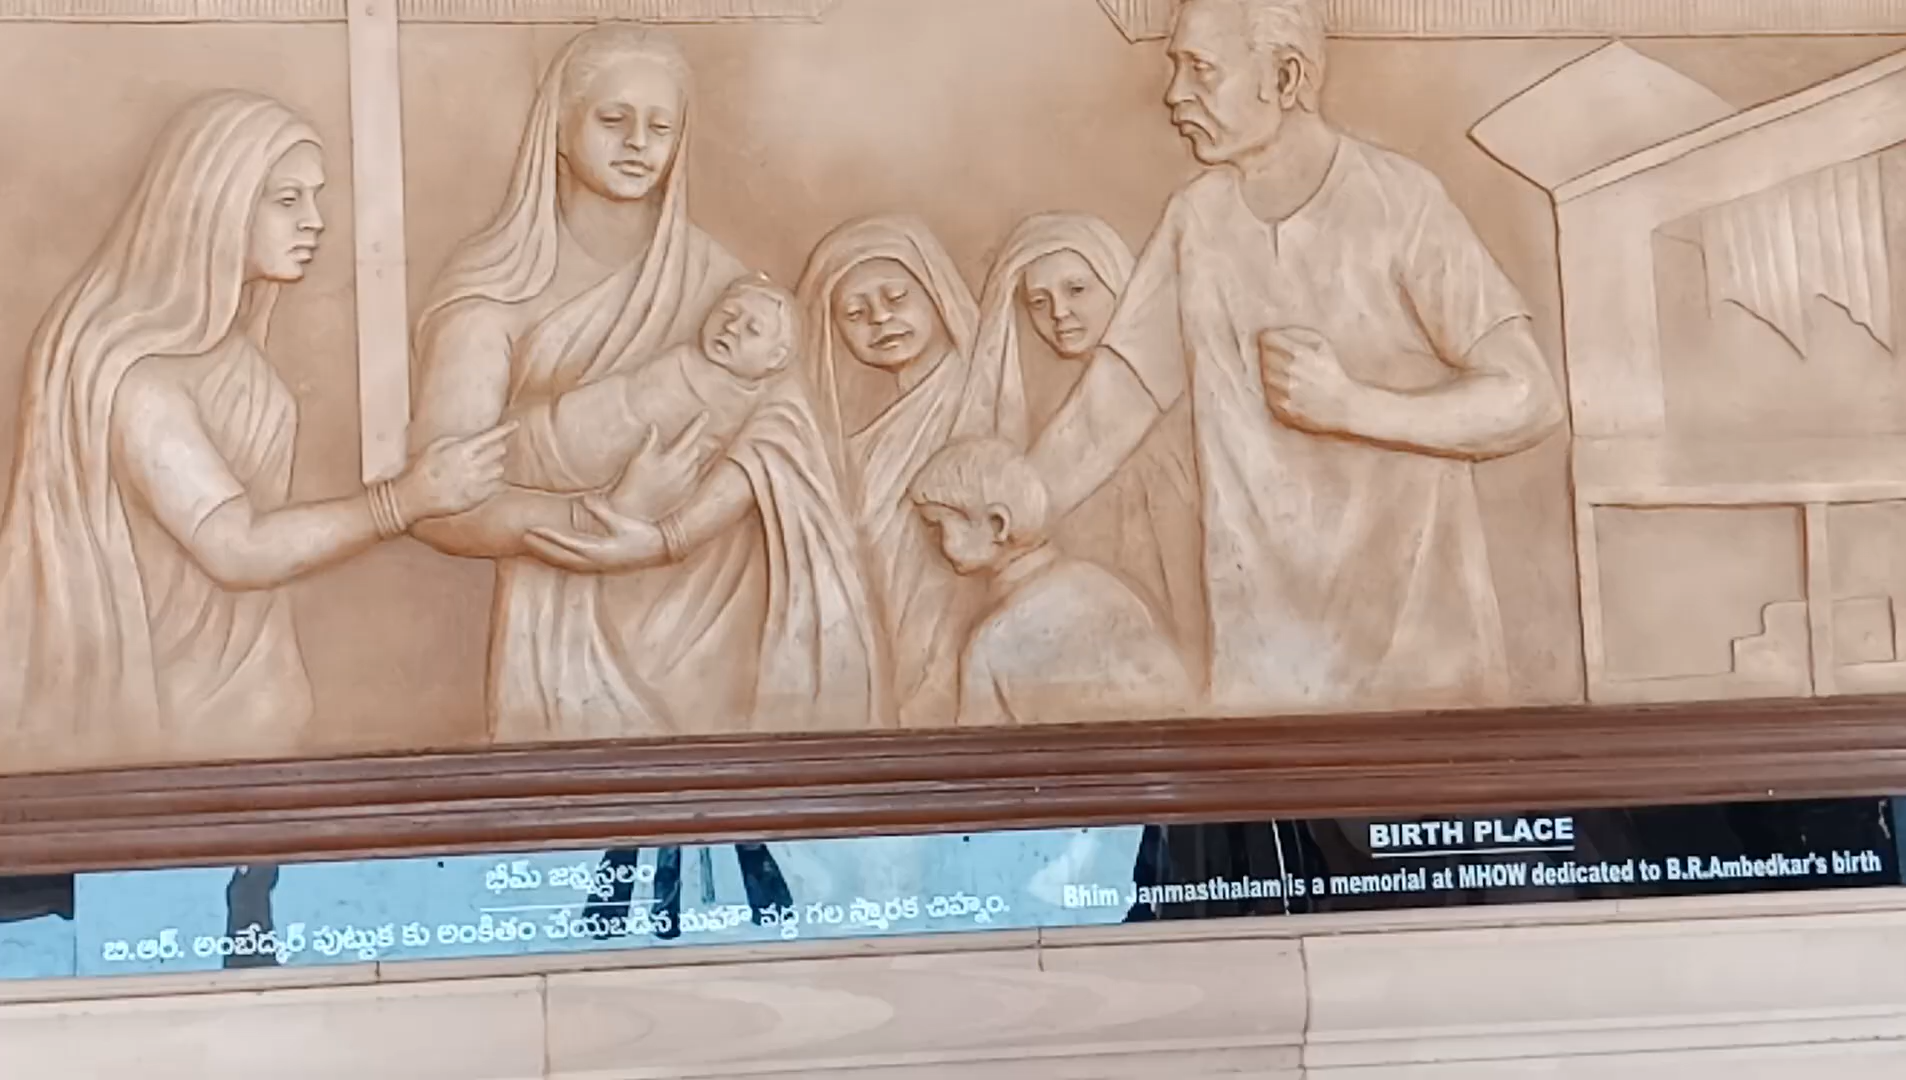 భీమ్ జన్మస్థలం
బి.ఆర్. అంబేద్కర్ పుట్టుక కు అంకితం చేయబడిన మహౌ వద్ద గల స్మారక చిహ్నం.
BIRTH PLACE
Bhim Janmasthalam is a memorial at MHOW dedicated to B.R.Ambedkar's birth